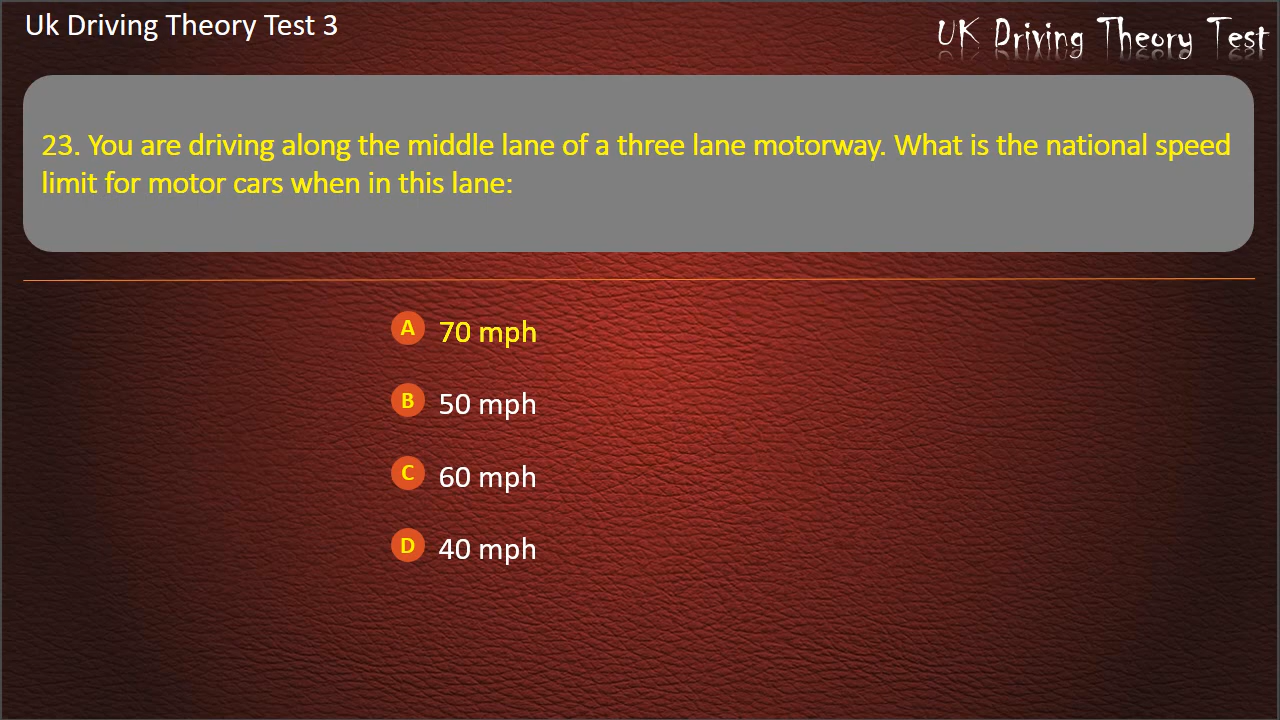 Uk Driving Theory Test 3
UK Driving Theory Test
23. You are driving along the middle lane of a three lane motorway. What is the national speed
limit for motor cars when in this lane:
A 70 mph
B 50 mph
C 60 mph
D 40 mph